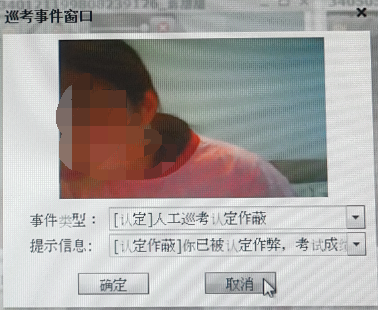 巡考事件窗口
事件类型：[认定]人工巡考认定作蔽
提示信息：[认定作蔽]你已被认定作弊，考试成
确定 取消